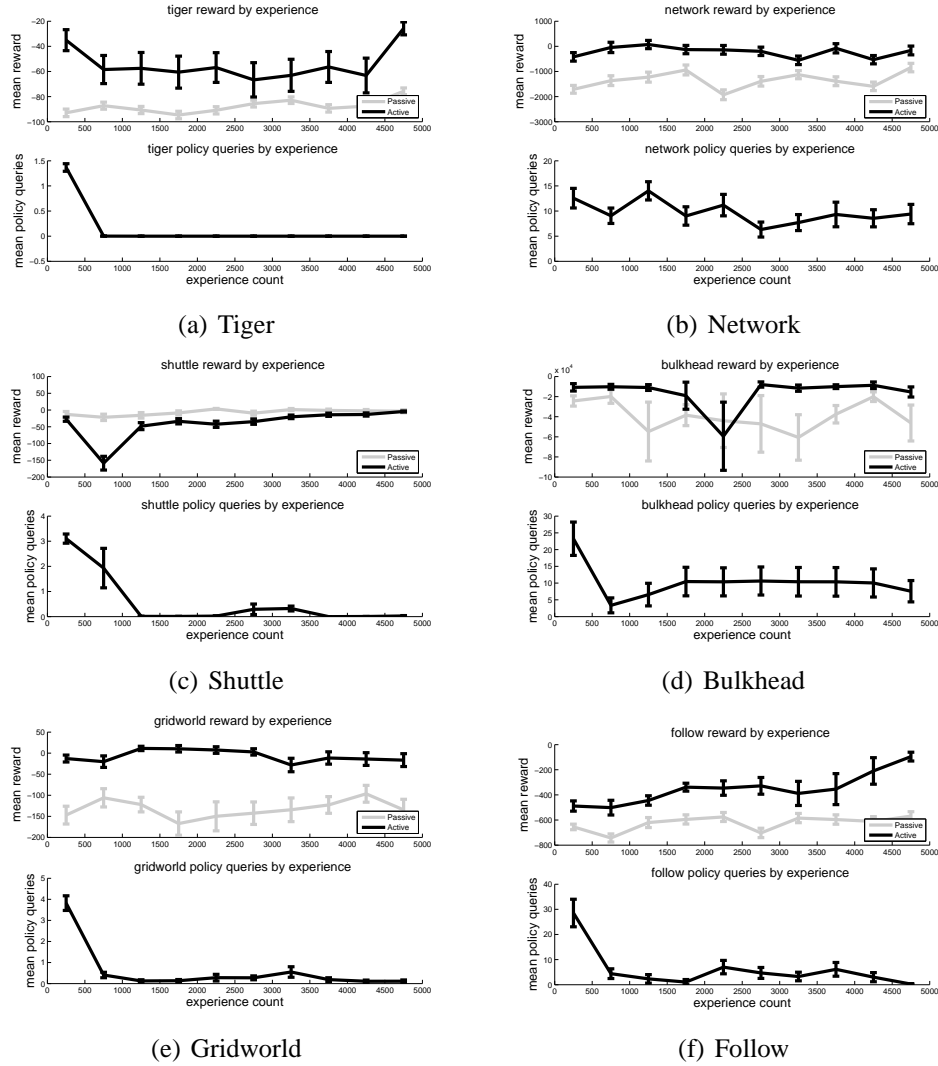 tiger reward by experience
mean reward
−20
−40
−60
−80
−100
0 500 1000 1500 2000 2500 3000 3500 4000 4500 5000
Passive
Active
tiger policy queries by experience
mean policy queries
1.5
1
0.5
0
−0.5
0 500 1000 1500 2000 2500 3000 3500 4000 4500 5000
experience count
(a) Tiger
network reward by experience
mean reward
1000
0
−1000
−2000
−3000
0 500 1000 1500 2000 2500 3000 3500 4000 4500 5000
Passive
Active
network policy queries by experience
mean policy queries
20
15
10
5
0
0 500 1000 1500 2000 2500 3000 3500 4000 4500 5000
experience count
(b) Network
shuttle reward by experience
mean reward
100
50
0
−50
−100
−150
−200
0 500 1000 1500 2000 2500 3000 3500 4000 4500 5000
Passive
Active
shuttle policy queries by experience
mean policy queries
4
3
2
1
0
0 500 1000 1500 2000 2500 3000 3500 4000 4500 5000
experience count
(c) Shuttle
bulkhead reward by experience
x 10⁴
mean reward
0
−2
−4
−6
−8
−10
0 500 1000 1500 2000 2500 3000 3500 4000 4500 5000
Passive
Active
bulkhead policy queries by experience
mean policy queries
30
25
20
15
10
5
0
0 500 1000 1500 2000 2500 3000 3500 4000 4500 5000
experience count
(d) Bulkhead
gridworld reward by experience
mean reward
50
0
−50
−100
−150
−200
0 500 1000 1500 2000 2500 3000 3500 4000 4500 5000
Passive
Active
gridworld policy queries by experience
mean policy queries
5
4
3
2
1
0
0 500 1000 1500 2000 2500 3000 3500 4000 4500 5000
experience count
(e) Gridworld
follow reward by experience
mean reward
0
−200
−400
−600
−800
0 500 1000 1500 2000 2500 3000 3500 4000 4500 5000
Passive
Active
follow policy queries by experience
mean policy queries
40
30
20
10
0
0 500 1000 1500 2000 2500 3000 3500 4000 4500 5000
experience count
(f) Follow